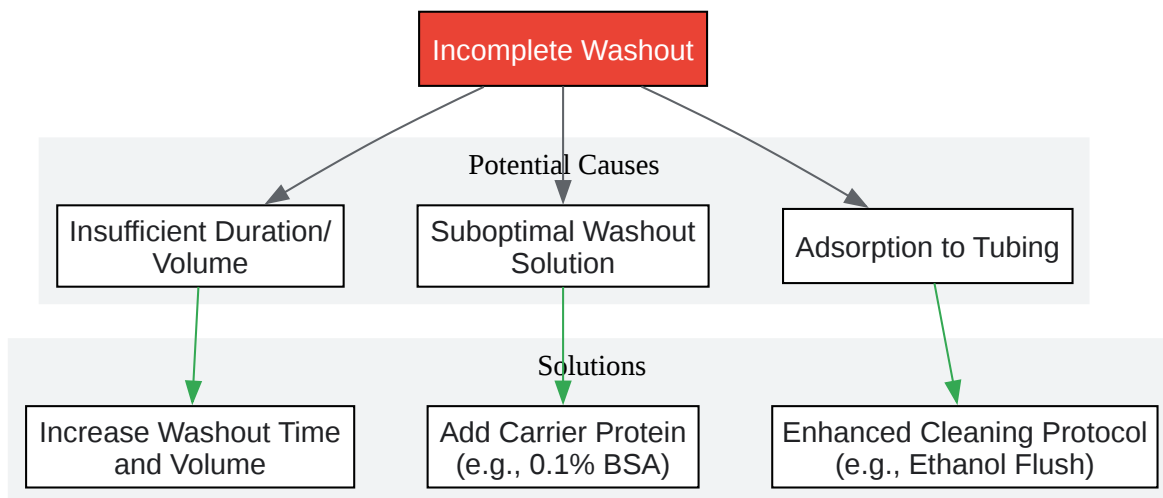 Incomplete Washout
Potential Causes
Insufficient Duration/
Volume
Suboptimal Washout
Solution
Adsorption to Tubing
Solutions
Increase Washout Time
and Volume
Add Carrier Protein
(e.g., 0.1% BSA)
Enhanced Cleaning Protocol
(e.g., Ethanol Flush)